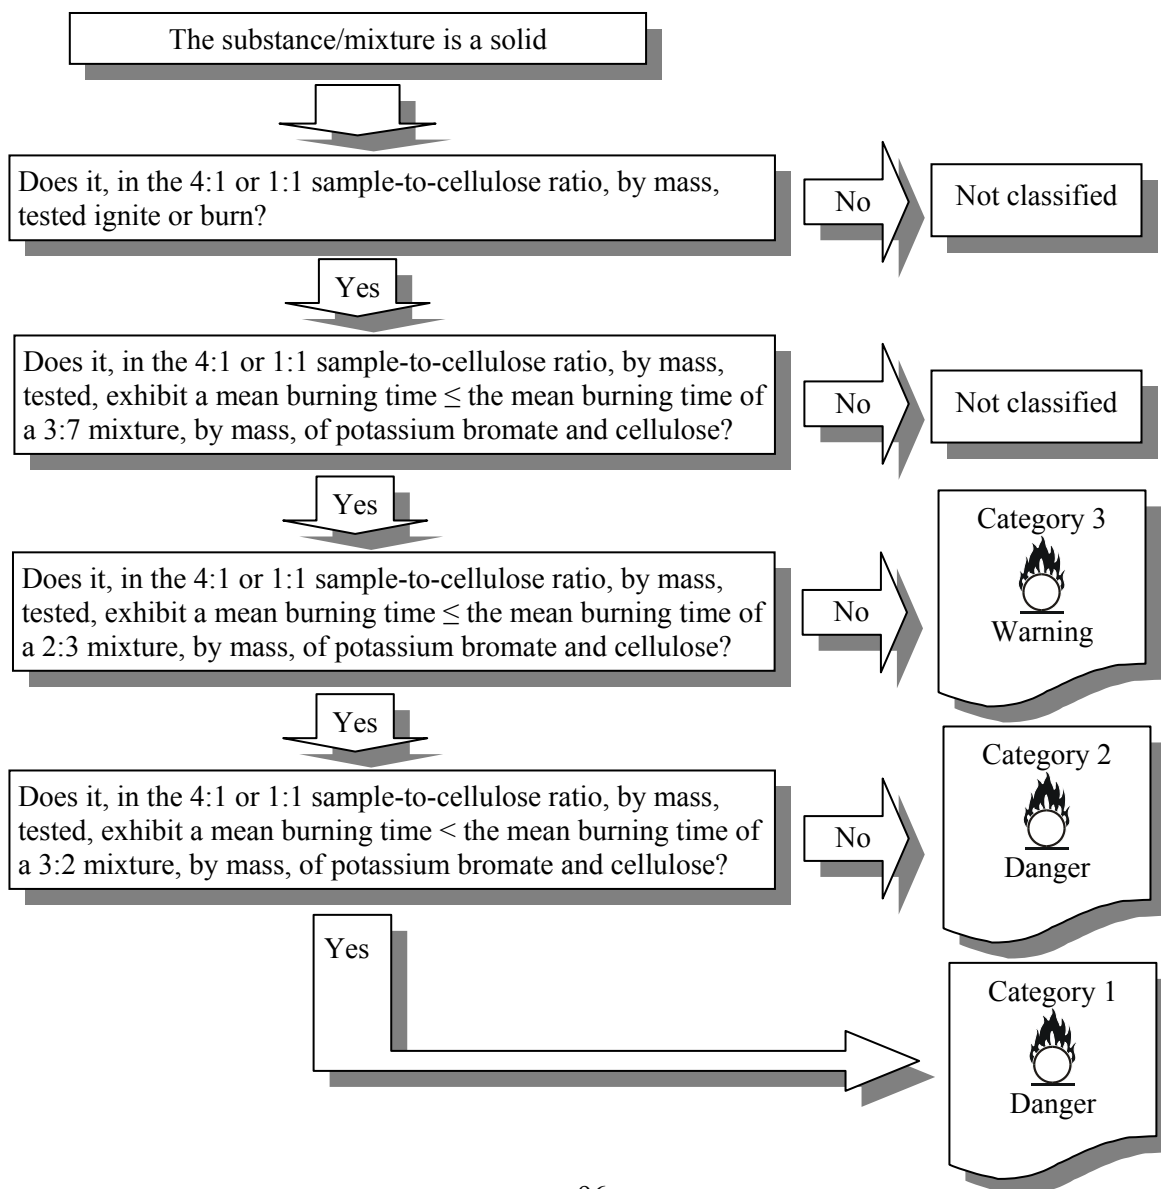 The substance/mixture is a solid
Does it, in the 4:1 or 1:1 sample-to-cellulose ratio, by mass,
tested ignite or burn?
No
Not classified
Yes
Does it, in the 4:1 or 1:1 sample-to-cellulose ratio, by mass,
tested, exhibit a mean burning time ≤ the mean burning time of
a 3:7 mixture, by mass, of potassium bromate and cellulose?
No
Not classified
Yes
Does it, in the 4:1 or 1:1 sample-to-cellulose ratio, by mass,
tested, exhibit a mean burning time ≤ the mean burning time of
a 2:3 mixture, by mass, of potassium bromate and cellulose?
No
Category 3
Warning
Yes
Does it, in the 4:1 or 1:1 sample-to-cellulose ratio, by mass,
tested, exhibit a mean burning time < the mean burning time of
a 3:2 mixture, by mass, of potassium bromate and cellulose?
No
Category 2
Danger
Yes
Category 1
Danger